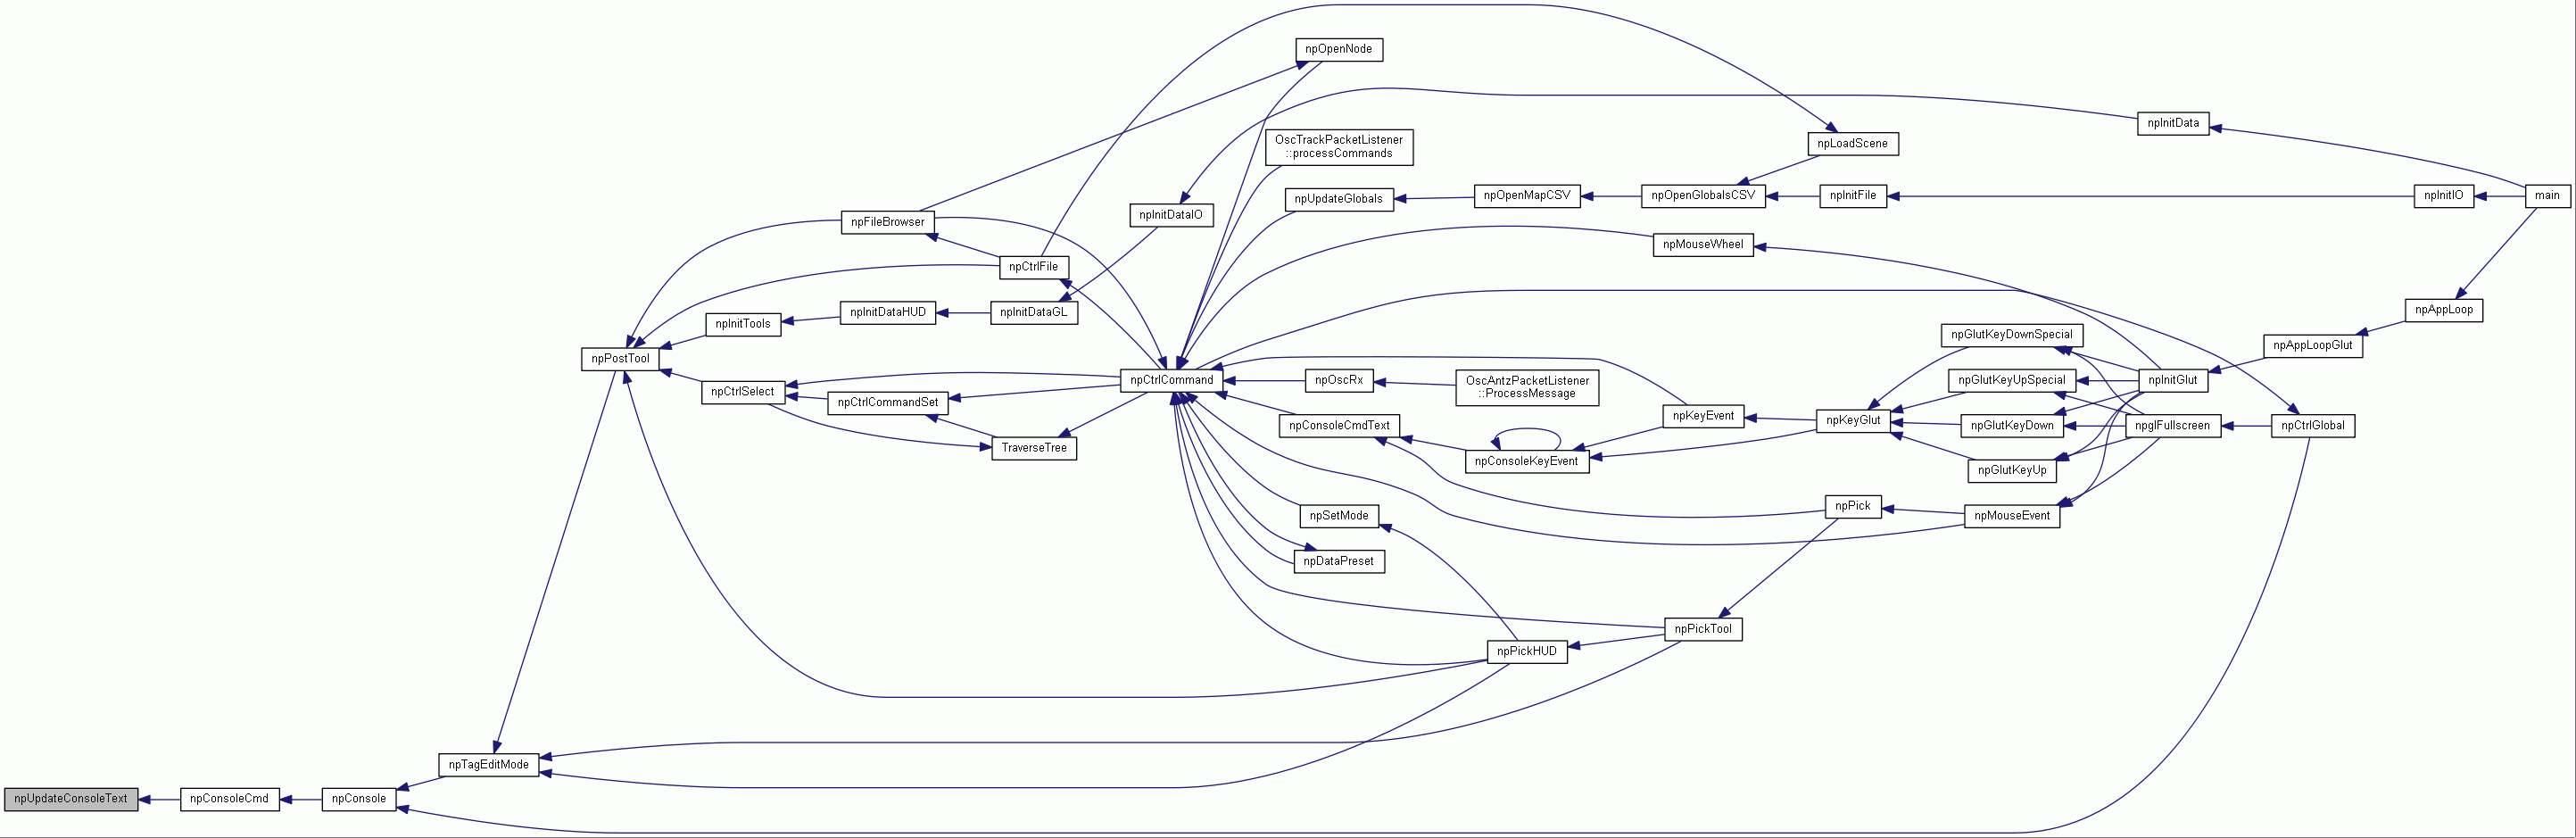 npOpenNode
npInitData
OscTrackPacketListener
::processCommands
npLoadScene
npUpdateGlobals
npOpenMapCSV
npOpenGlobalsCSV
npInitFile
npInitIO
main
npInitDataIO
npFileBrowser
npMouseWheel
npCtrlFile
npInitDataHUD
npInitDataGL
npInitTools
npAppLoop
npGlutKeyDownSpecial
npAppLoopGlut
npPostTool
npCtrlCommand
npOscRx
OscAntzPacketListener
::ProcessMessage
npGlutKeyUpSpecial
npInitGlut
npCtrlSelect
npCtrlCommandSet
npKeyEvent
npKeyGlut
npConsoleCmdText
npGlutKeyDown
npglFullscreen
npCtrlGlobal
TraverseTree
npConsoleKeyEvent
npGlutKeyUp
npPick
npSetMode
npMouseEvent
npDataPreset
npPickTool
npPickHUD
npTagEditMode
npUpdateConsoleText
npConsoleCmd
npConsole